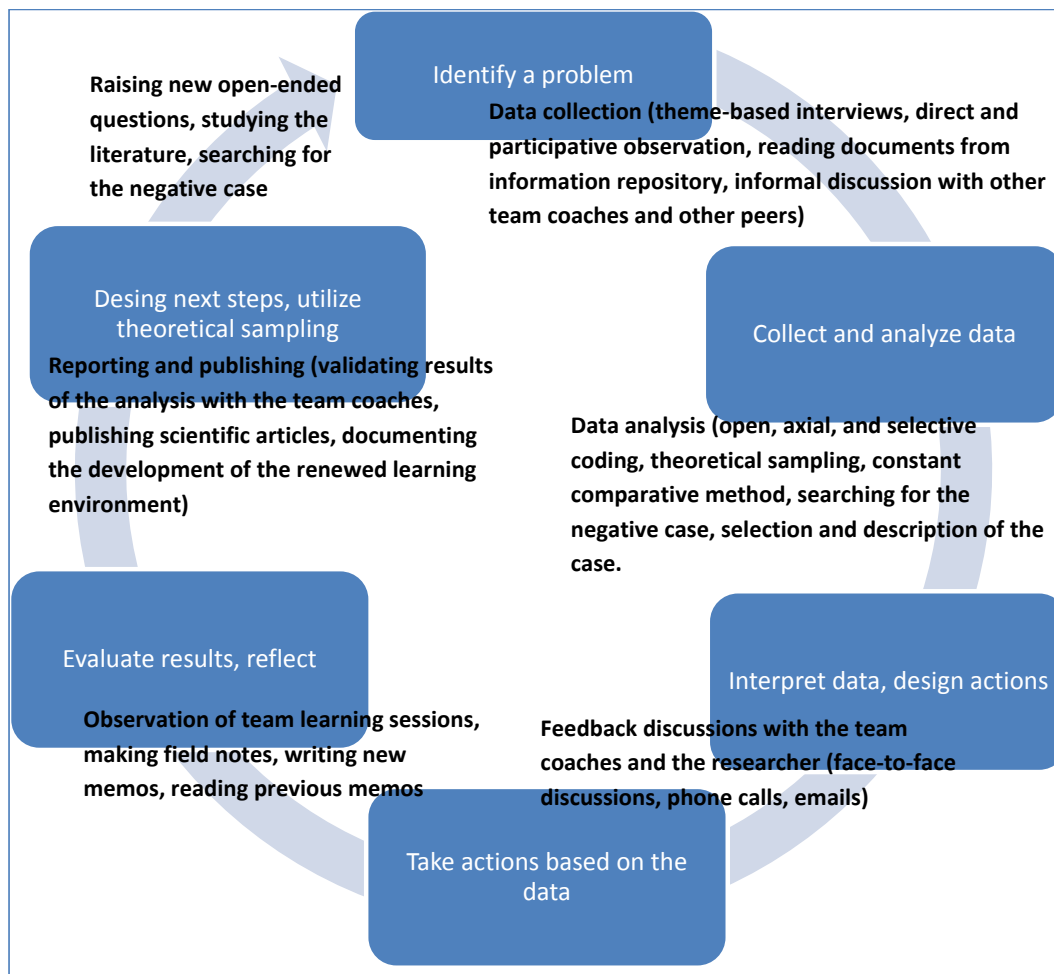 Identify a problem
Data collection (theme-based interviews, direct and
participative observation, reading documents from
information repository, informal discussion with other
team coaches and other peers)
Collect and analyze data
Data analysis (open, axial, and selective
coding, theoretical sampling, constant
comparative method, searching for the
negative case, selection and description of the
case.
Interpret data, design actions
Feedback discussions with the team
coaches and the researcher (face-to-face
discussions, phone calls, emails)
Take actions based on the
data
Observation of team learning sessions,
making field notes, writing new
memos, reading previous memos
Evaluate results, reflect
Reporting and publishing (validating results
of the analysis with the team coaches,
publishing scientific articles, documenting
the development of the renewed learning
environment)
Desing next steps, utilize
theoretical sampling
Raising new open-ended
questions, studying the
literature, searching for
the negative case